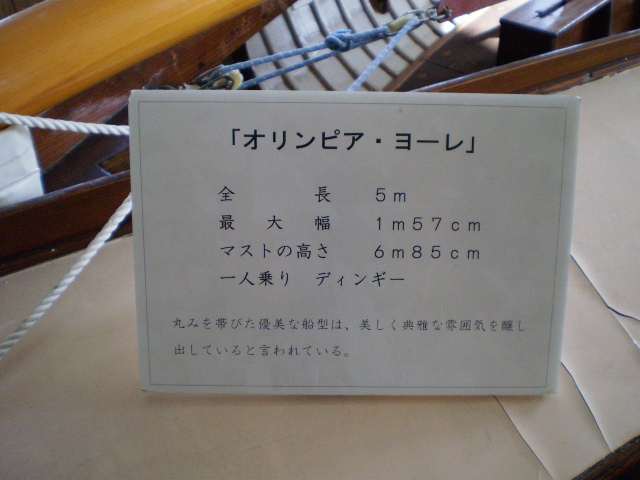 「オリンピア・ヨーレ」
全長 5m
最大幅 1m57cm
マストの高さ 6m85cm
一人乗り ディンギー
丸みを帯びた優美な船型は、美しく典雅な雰囲気を醸し
出していると言われている。